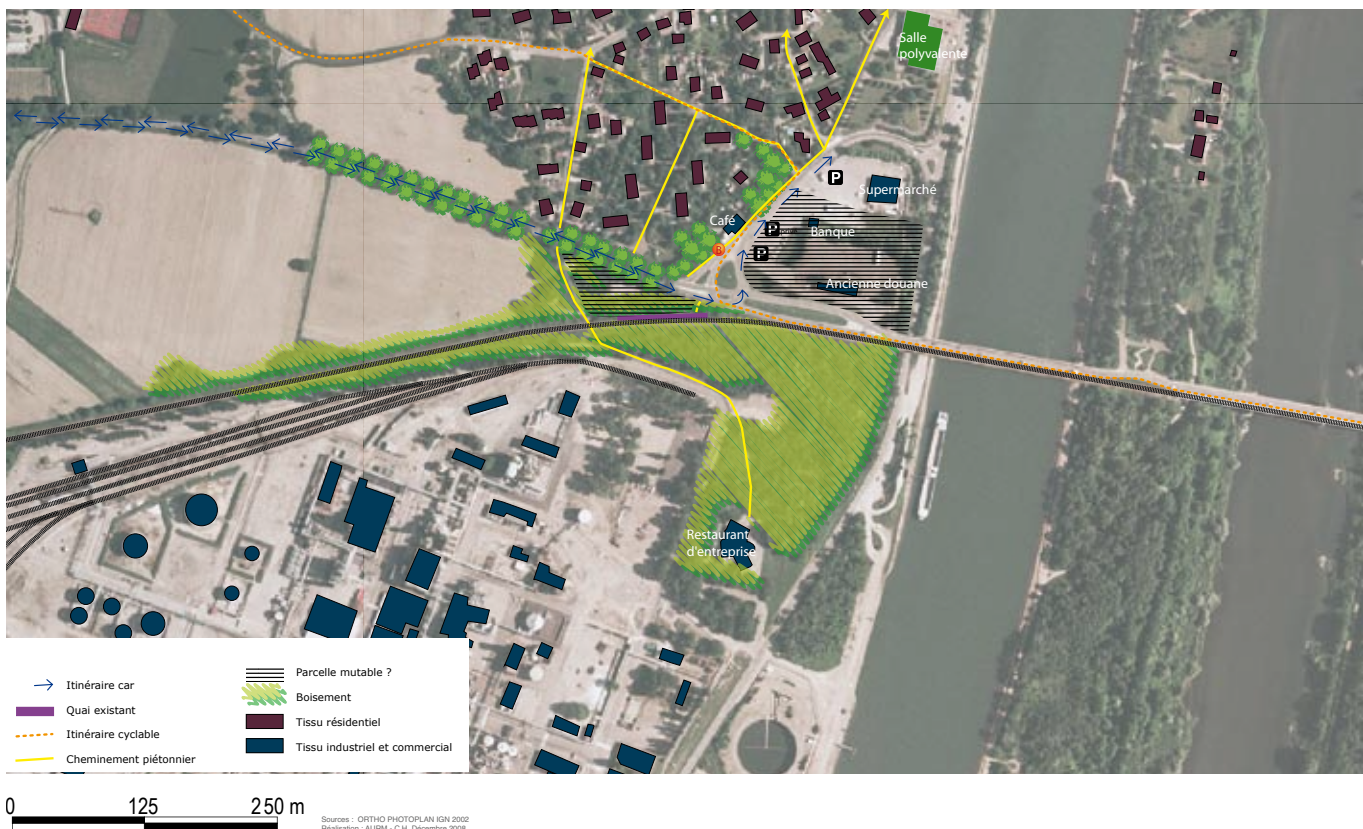 Salle
polyvalente
P
Supermarché
Café
P
Banque
R
P
Ancienne douane
Restaurant
d'entreprise
Itinéraire car
Quai existant
Itinéraire cyclable
Cheminement piétonnier
Parcelle mutable ?
Boisement
Tissu résidentiel
Tissu industriel et commercial
0 125 250 m
Sources : ORTHO PHOTOPLAN IGN 2002